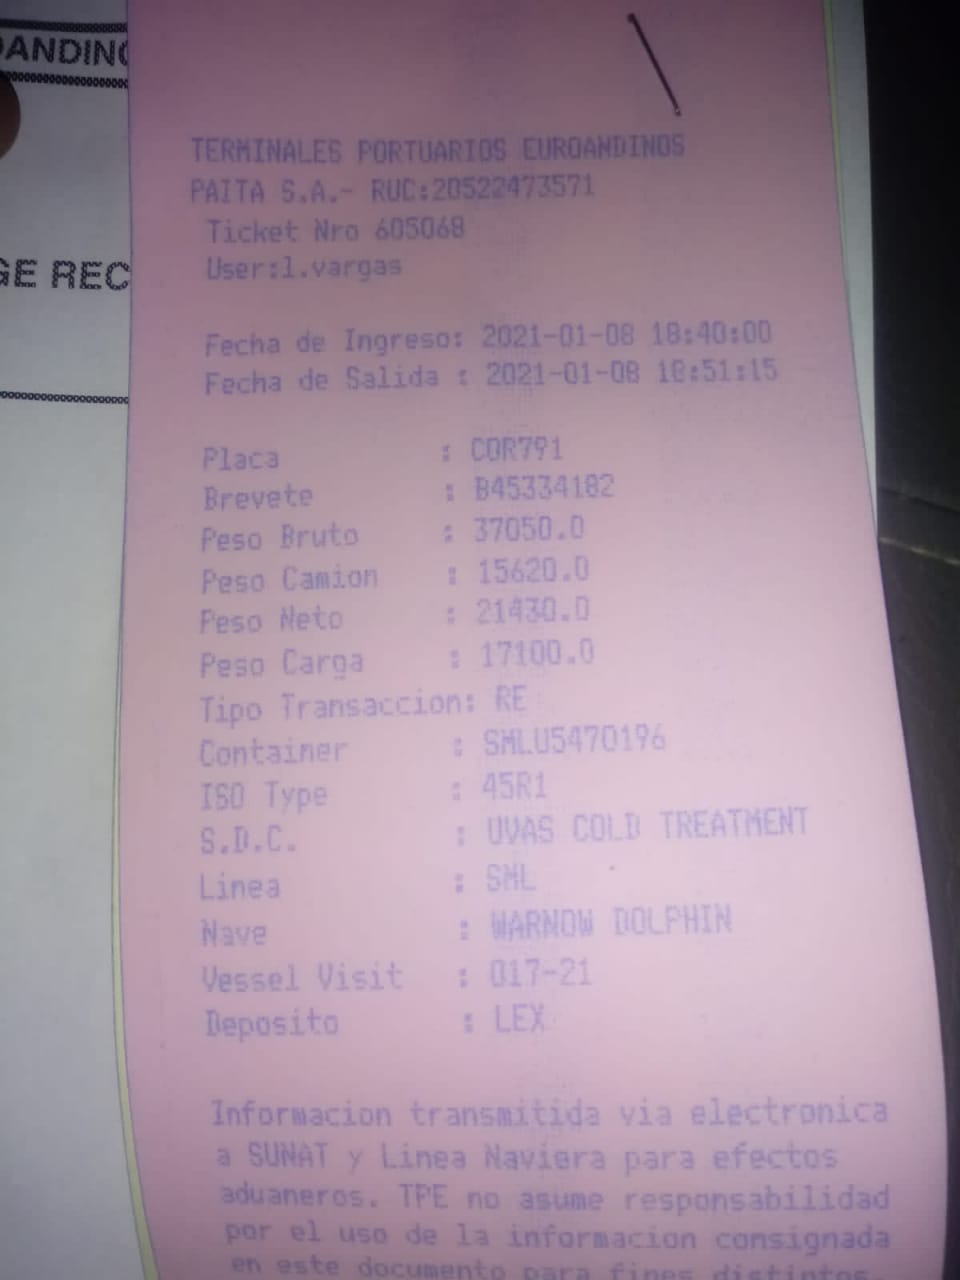 ANDINO
GE REC
TERMINALES PORTUARIOS EUROANDINOS
PAITA S.A.- RUC:20522473571
Ticket Nro 605068
User:l.vargas
Fecha de Ingreso: 2021-01-08 18:40:00
Fecha de Salida : 2021-01-08 18:51:15
Placa : COR791
Brevete : B45334182
Peso Bruto : 37050.0
Peso Camion : 15620.0
Peso Neto : 21430.0
Peso Carga : 17100.0
Tipo Transaccion: RE
Container : SMLU5470196
ISO Type : 45R1
S.D.C. : UVAS COLD TREATMENT
Linea : SML
Nave : WARNOW DOLPHIN
Vessel Visit : 017-21
Deposito : LEX
Informacion transmitida via electronica
a SUNAT y Linea Naviera para efectos
aduaneros. TPE no asume responsabilidad
por el uso de la informacion consignada
en este documento para fines distintos